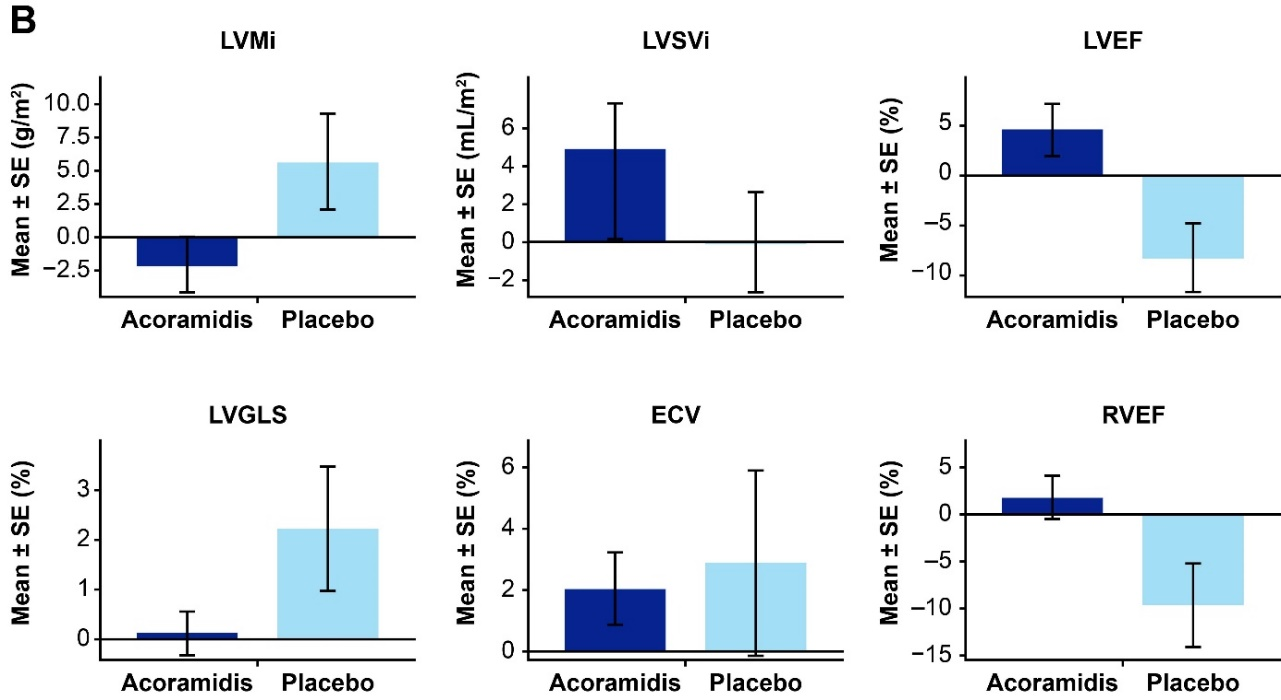 B
LVMi
Mean ± SE (g/m²)
10.0
7.5
5.0
2.5
0.0
−2.5
Acoramidis Placebo
LVSVi
Mean ± SE (mL/m²)
6
4
2
0
−2
Acoramidis Placebo
LVEF
Mean ± SE (%)
5
0
−5
−10
Acoramidis Placebo
LVGLS
Mean ± SE (%)
3
2
1
0
Acoramidis Placebo
ECV
Mean ± SE (%)
6
4
2
0
Acoramidis Placebo
RVEF
Mean ± SE (%)
5
0
−5
−10
−15
Acoramidis Placebo